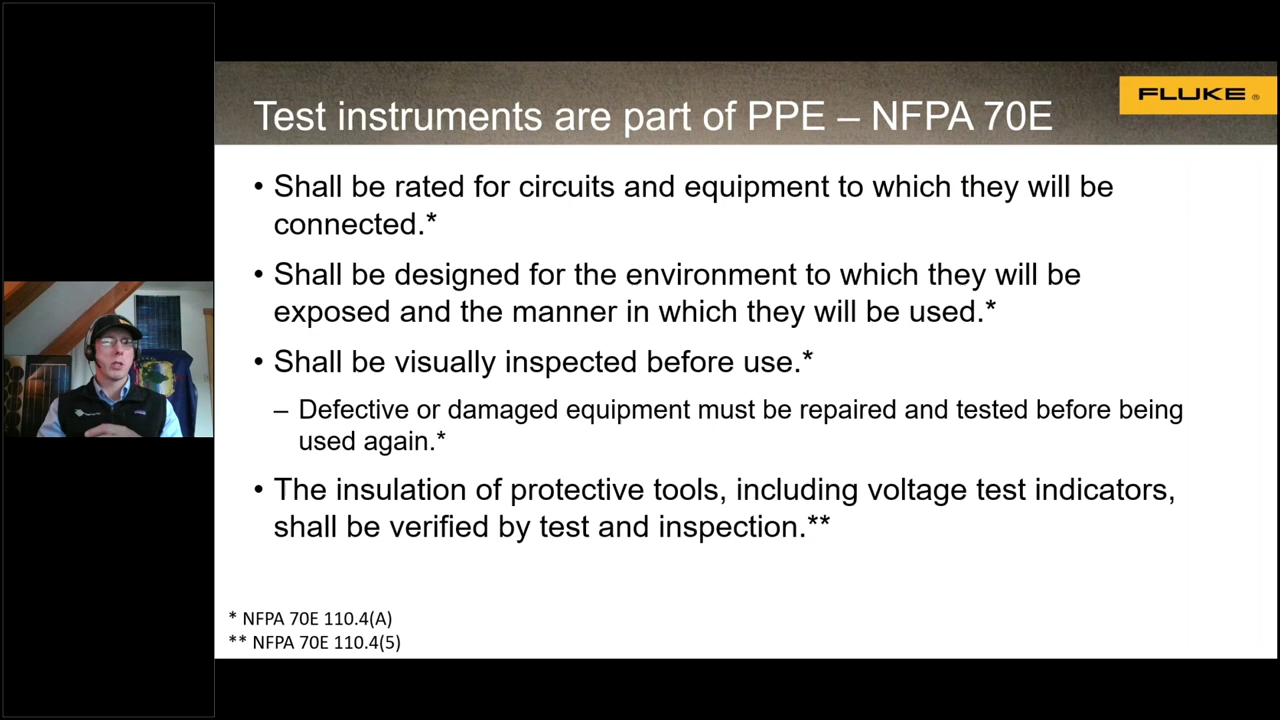 Test instruments are part of PPE – NFPA 70E
FLUKE ®
• Shall be rated for circuits and equipment to which they will be
connected.*
• Shall be designed for the environment to which they will be
exposed and the manner in which they will be used.*
• Shall be visually inspected before use.*
– Defective or damaged equipment must be repaired and tested before being
used again.*
• The insulation of protective tools, including voltage test indicators,
shall be verified by test and inspection.**
* NFPA 70E 110.4(A)
** NFPA 70E 110.4(5)